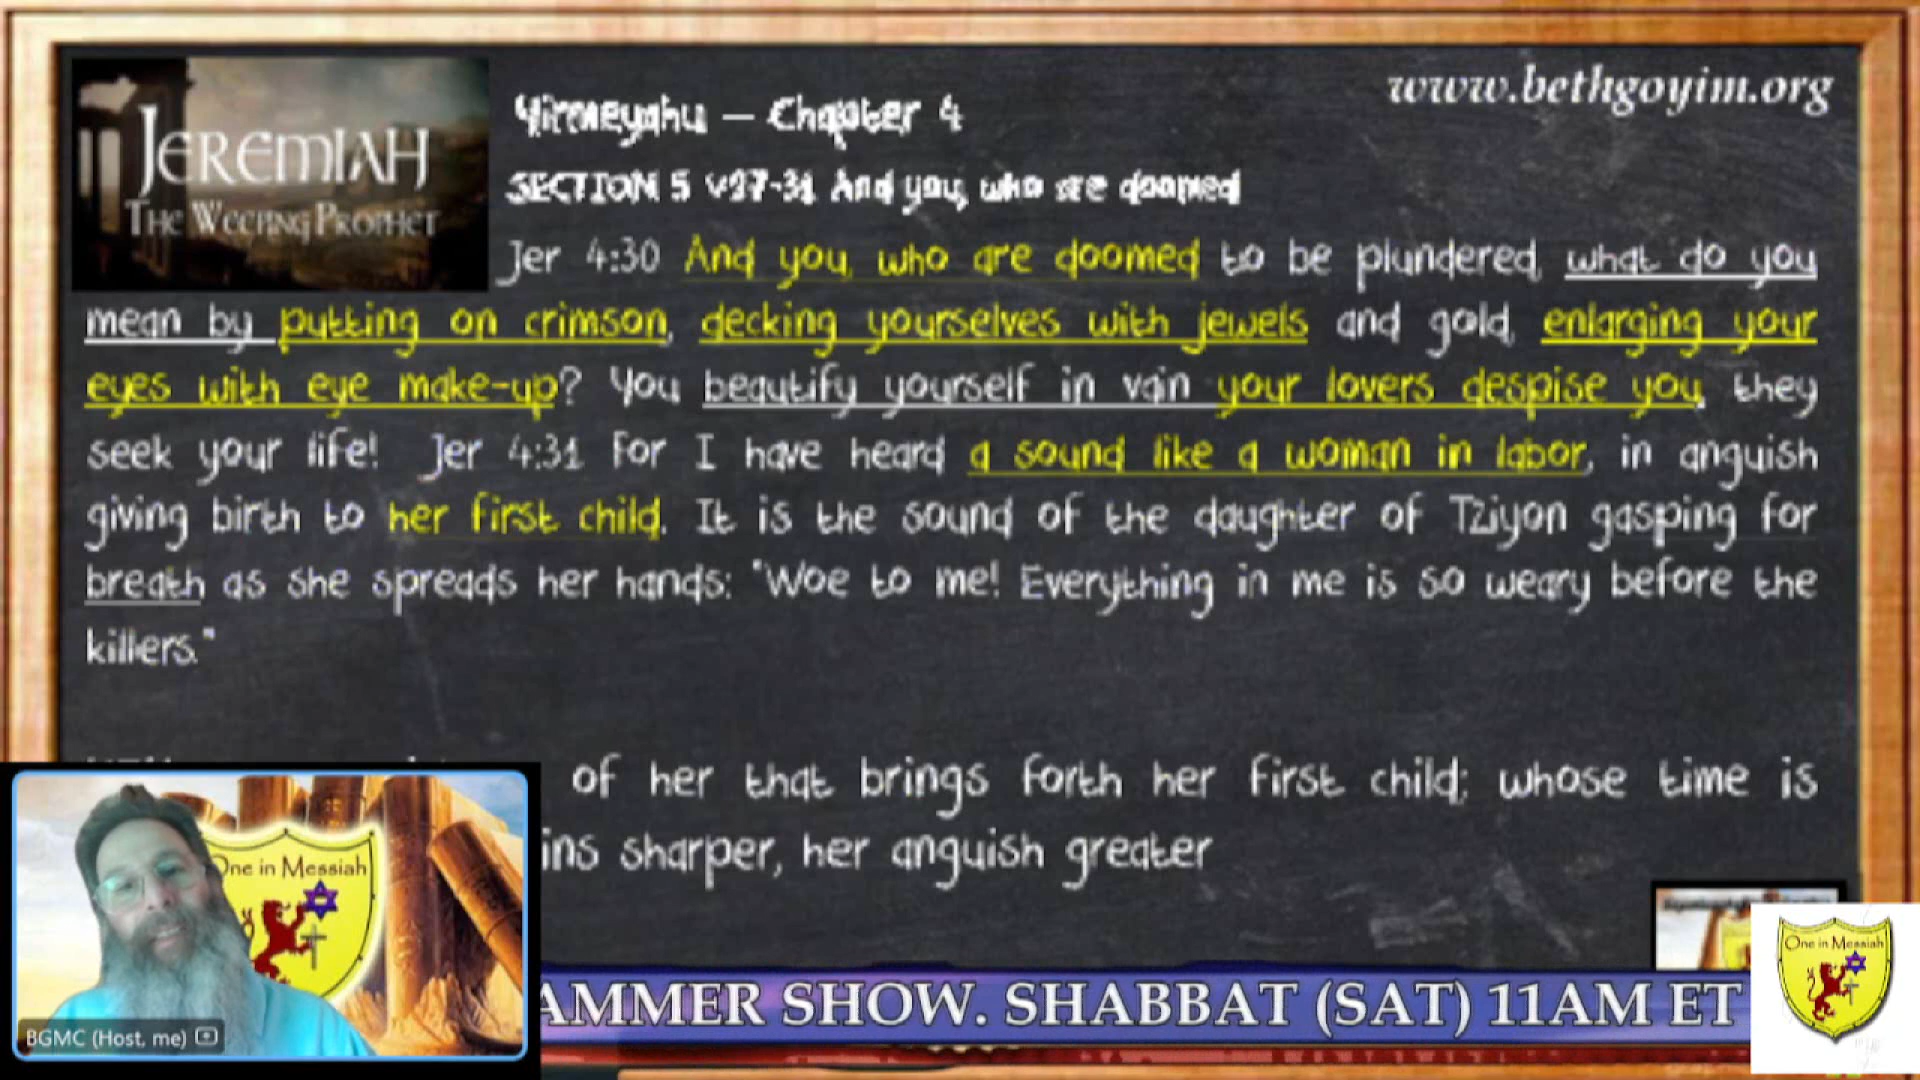 www.bethgoyim.org
JEREMIAH
THE WEEPING PROPHET
Yirmeyahu – Chapter 4
SECTION 5 v27-31 And you, who are doomed
Jer 4:30 And you, who are doomed to be plundered, what do you
mean by putting on crimson, decking yourselves with jewels and gold, enlarging your
eyes with eye make-up? You beautify yourself in vain your lovers despise you, they
seek your life! Jer 4:31 For I have heard a sound like a woman in labor, in anguish
giving birth to her first child. It is the sound of the daughter of Tziyon gasping for
breath as she spreads her hands: "Woe to me! Everything in me is so weary before the
killers."
of her that brings forth her first child; whose time is
ins sharper, her anguish greater
One in Messiah
BGMC (Host, me)
AMMER SHOW. SHABBAT (SAT) 11AM ET
One in Messiah